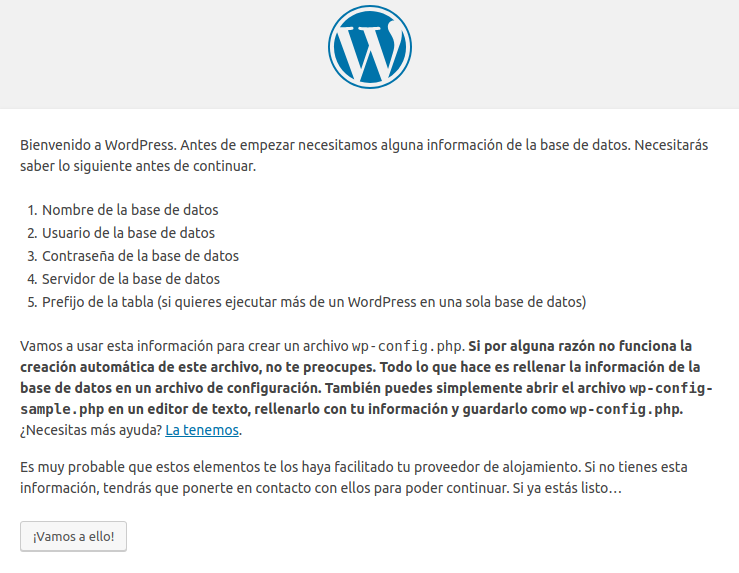 Bienvenido a WordPress. Antes de empezar necesitamos alguna información de la base de datos. Necesitarás
saber lo siguiente antes de continuar.
1. Nombre de la base de datos
2. Usuario de la base de datos
3. Contraseña de la base de datos
4. Servidor de la base de datos
5. Prefijo de la tabla (si quieres ejecutar más de un WordPress en una sola base de datos)
Vamos a usar esta información para crear un archivo wp-config.php. Si por alguna razón no funciona la
creación automática de este archivo, no te preocupes. Todo lo que hace es rellenar la información de la
base de datos en un archivo de configuración. También puedes simplemente abrir el archivo wp-config-
sample.php en un editor de texto, rellenarlo con tu información y guardarlo como wp-config.php.
¿Necesitas más ayuda? La tenemos.
Es muy probable que estos elementos te los haya facilitado tu proveedor de alojamiento. Si no tienes esta
información, tendrás que ponerte en contacto con ellos para poder continuar. Si ya estás listo…
¡Vamos a ello!